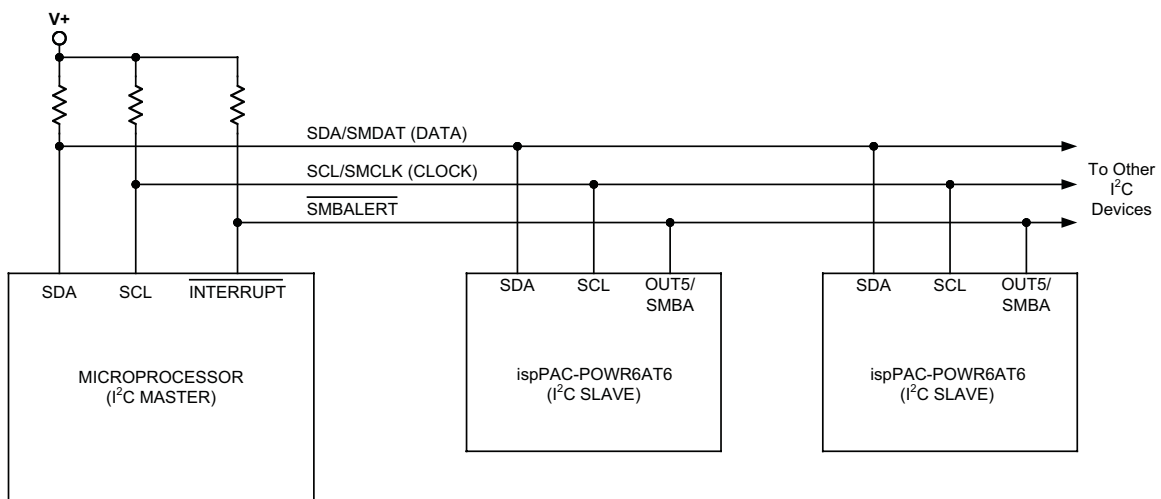 V+
SDA/SMDAT (DATA)
SCL/SMCLK (CLOCK)
SMBALERT
To Other
I²C
Devices
SDA
SCL
INTERRUPT
MICROPROCESSOR
(I²C MASTER)
SDA
SCL
OUT5/
SMBA
ispPAC-POWR6AT6
(I²C SLAVE)
SDA
SCL
OUT5/
SMBA
ispPAC-POWR6AT6
(I²C SLAVE)